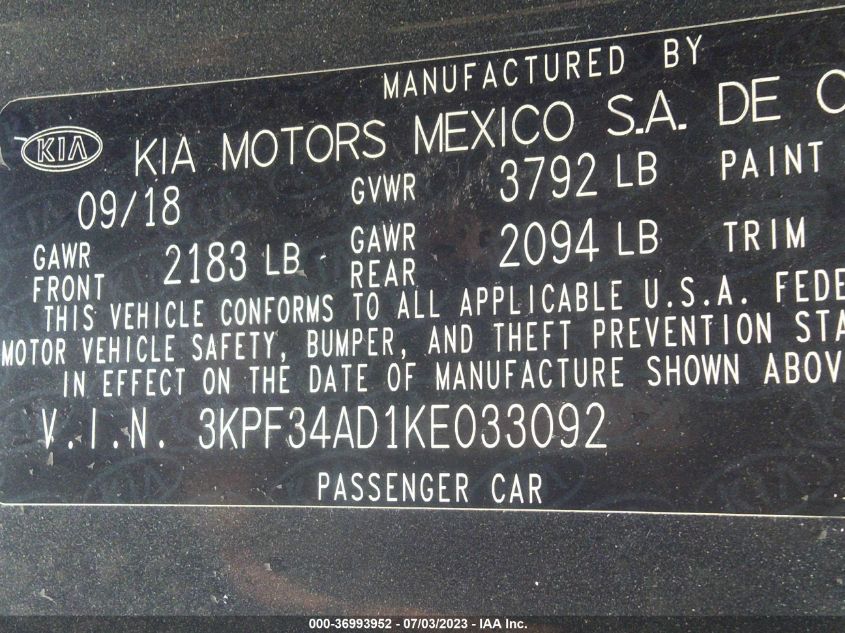 MANUFACTURED BY
KIA KIA MOTORS MEXICO S.A. DE C
09/18 GVWR 3792 LB PAINT
GAWR FRONT 2183 LB GAWR REAR 2094 LB TRIM
THIS VEHICLE CONFORMS TO ALL APPLICABLE U.S.A. FEDE
MOTOR VEHICLE SAFETY, BUMPER, AND THEFT PREVENTION STA
IN EFFECT ON THE DATE OF MANUFACTURE SHOWN ABOV
V.I.N. 3KPF34AD1KE033092
PASSENGER CAR
000-36993952 - 07/03/2023 - IAA Inc.